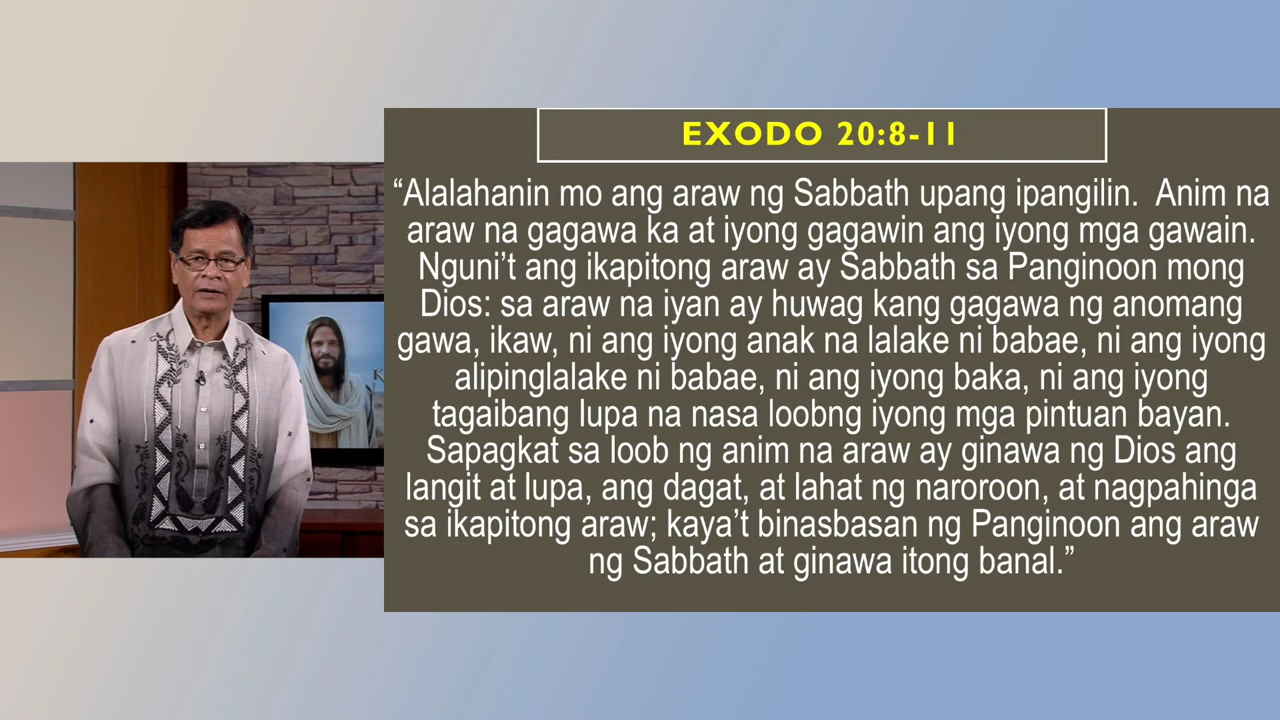 EXODO 20:8-11
“Alalahanin mo ang araw ng Sabbath upang ipangilin.  Anim na
araw na gagawa ka at iyong gagawin ang iyong mga gawain.
Nguni’t ang ikapitong araw ay Sabbath sa Panginoon mong
Dios: sa araw na iyan ay huwag kang gagawa ng anomang
gawa, ikaw, ni ang iyong anak na lalake ni babae, ni ang iyong
alipinglalake ni babae, ni ang iyong baka, ni ang iyong
tagaibang lupa na nasa loobng iyong mga pintuan bayan.
Sapagkat sa loob ng anim na araw ay ginawa ng Dios ang
langit at lupa, ang dagat, at lahat ng naroroon, at nagpahinga
sa ikapitong araw; kaya’t binasbasan ng Panginoon ang araw
ng Sabbath at ginawa itong banal.”